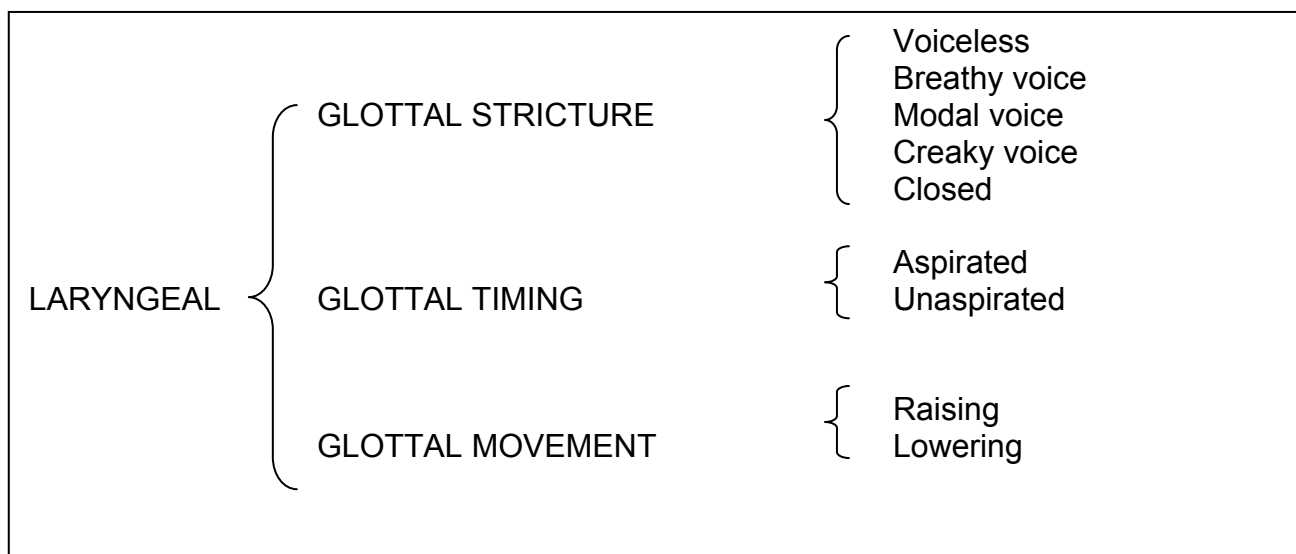 LARYNGEAL
GLOTTAL STRICTURE
Voiceless
Breathy voice
Modal voice
Creaky voice
Closed
GLOTTAL TIMING
Aspirated
Unaspirated
GLOTTAL MOVEMENT
Raising
Lowering